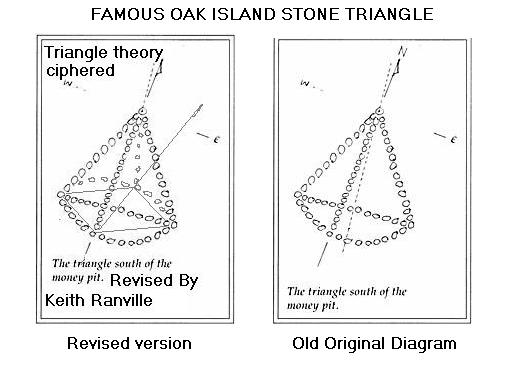 FAMOUS OAK ISLAND STONE TRIANGLE
Triangle theory
ciphered
W
E
The triangle south of the
money pit. Revised By
Keith Ranville
Revised version
N
W
E
The triangle south of the
money pit.
Old Original Diagram